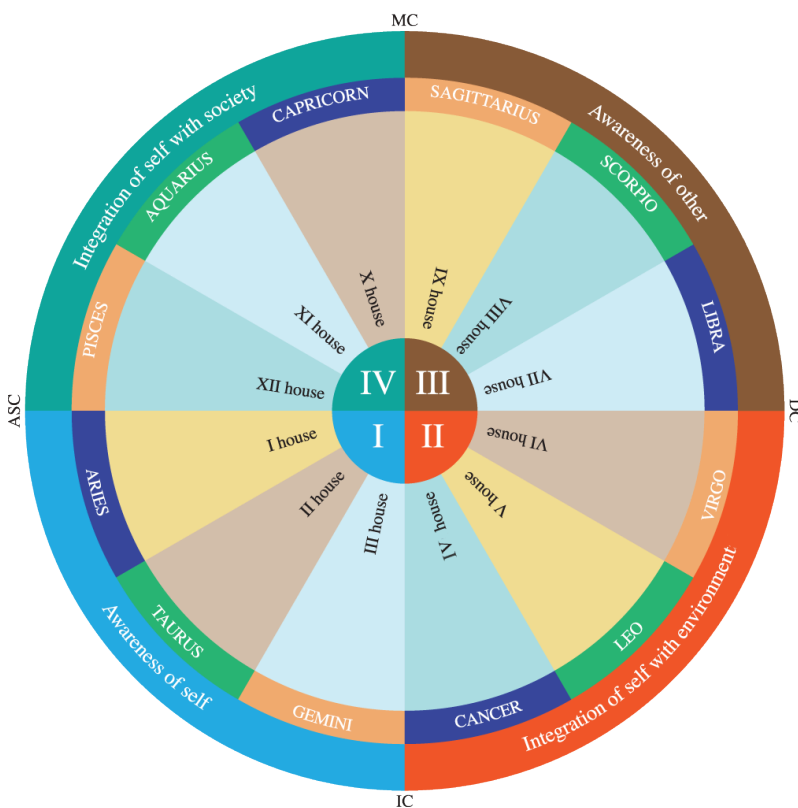 MC
Integration of self with society
Awareness of other
CAPRICORN
SAGITTARIUS
AQUARIUS
SCORPIO
PISCES
LIBRA
X house
IX house
XI house
VIII house
XII house
VII house
IV
III
ASC
DC
I
II
I house
VI house
II house
V house
III house
IV house
ARIES
VIRGO
TAURUS
LEO
GEMINI
CANCER
Awareness of self
Integration of self with environment
IC